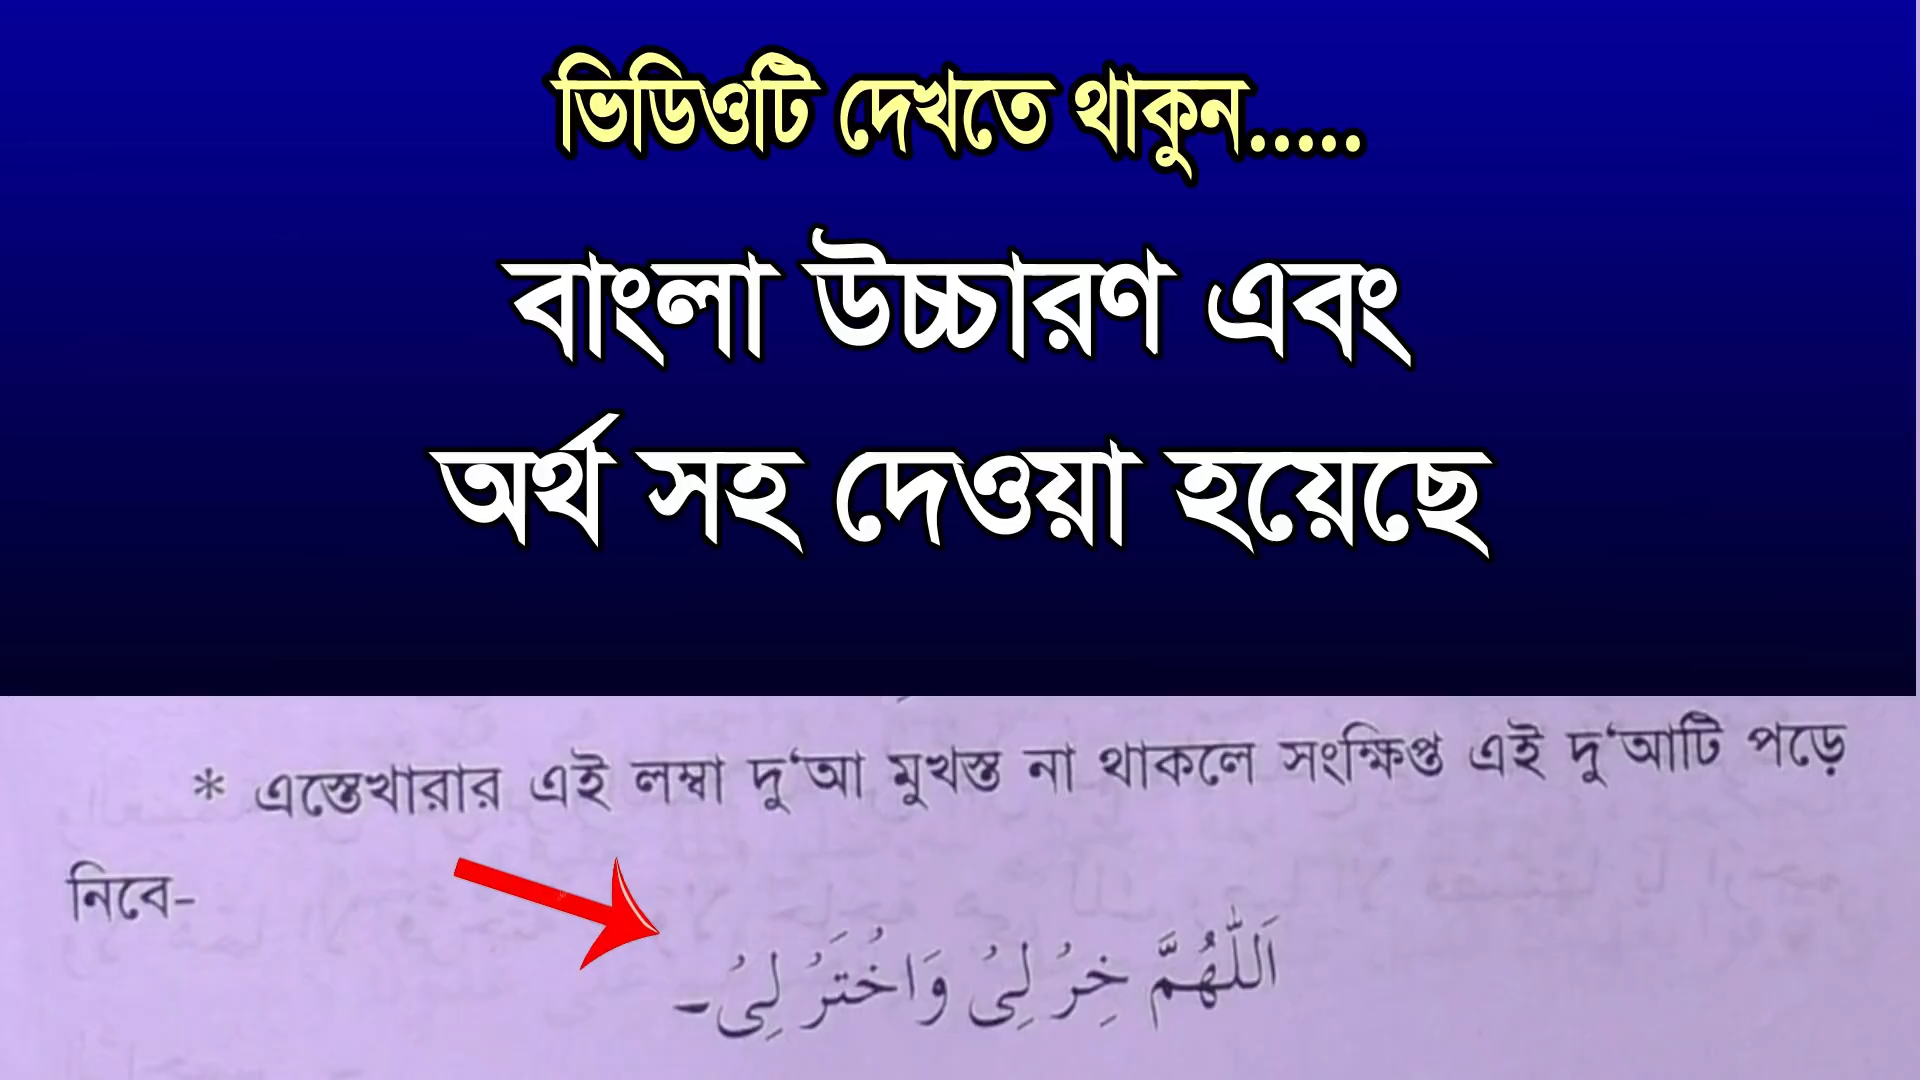 ভিডিওটি দেখতে থাকুন.....
বাংলা উচ্চারণ এবং
অর্থ সহ দেওয়া হয়েছে
* এস্তেখারার এই লম্বা দু‘আ মুখস্ত না থাকলে সংক্ষিপ্ত এই দু‘আটি পড়ে
নিবে-
اَللّٰهُمَّ خِرْ لِيْ وَاخْتَرْ لِيْ۔